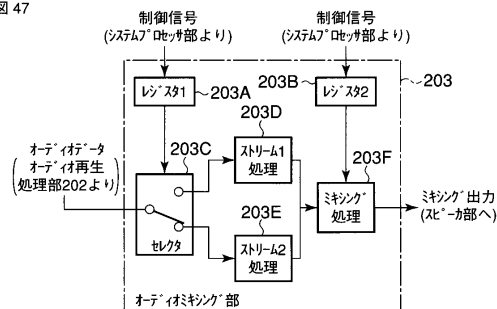 図 47
制御信号
(システムプロセッサ部より)
制御信号
(システムプロセッサ部より)
203
レジスタ1
203A
203B
レジスタ2
203D
オーディオデータ
オーディオ再生
処理部202より
203C
ストリーム1
処理
203F
セレクタ
203E
ストリーム2
処理
ミキシング
処理
ミキシング出力
(スピーカ部へ)
オーディオミキシング部